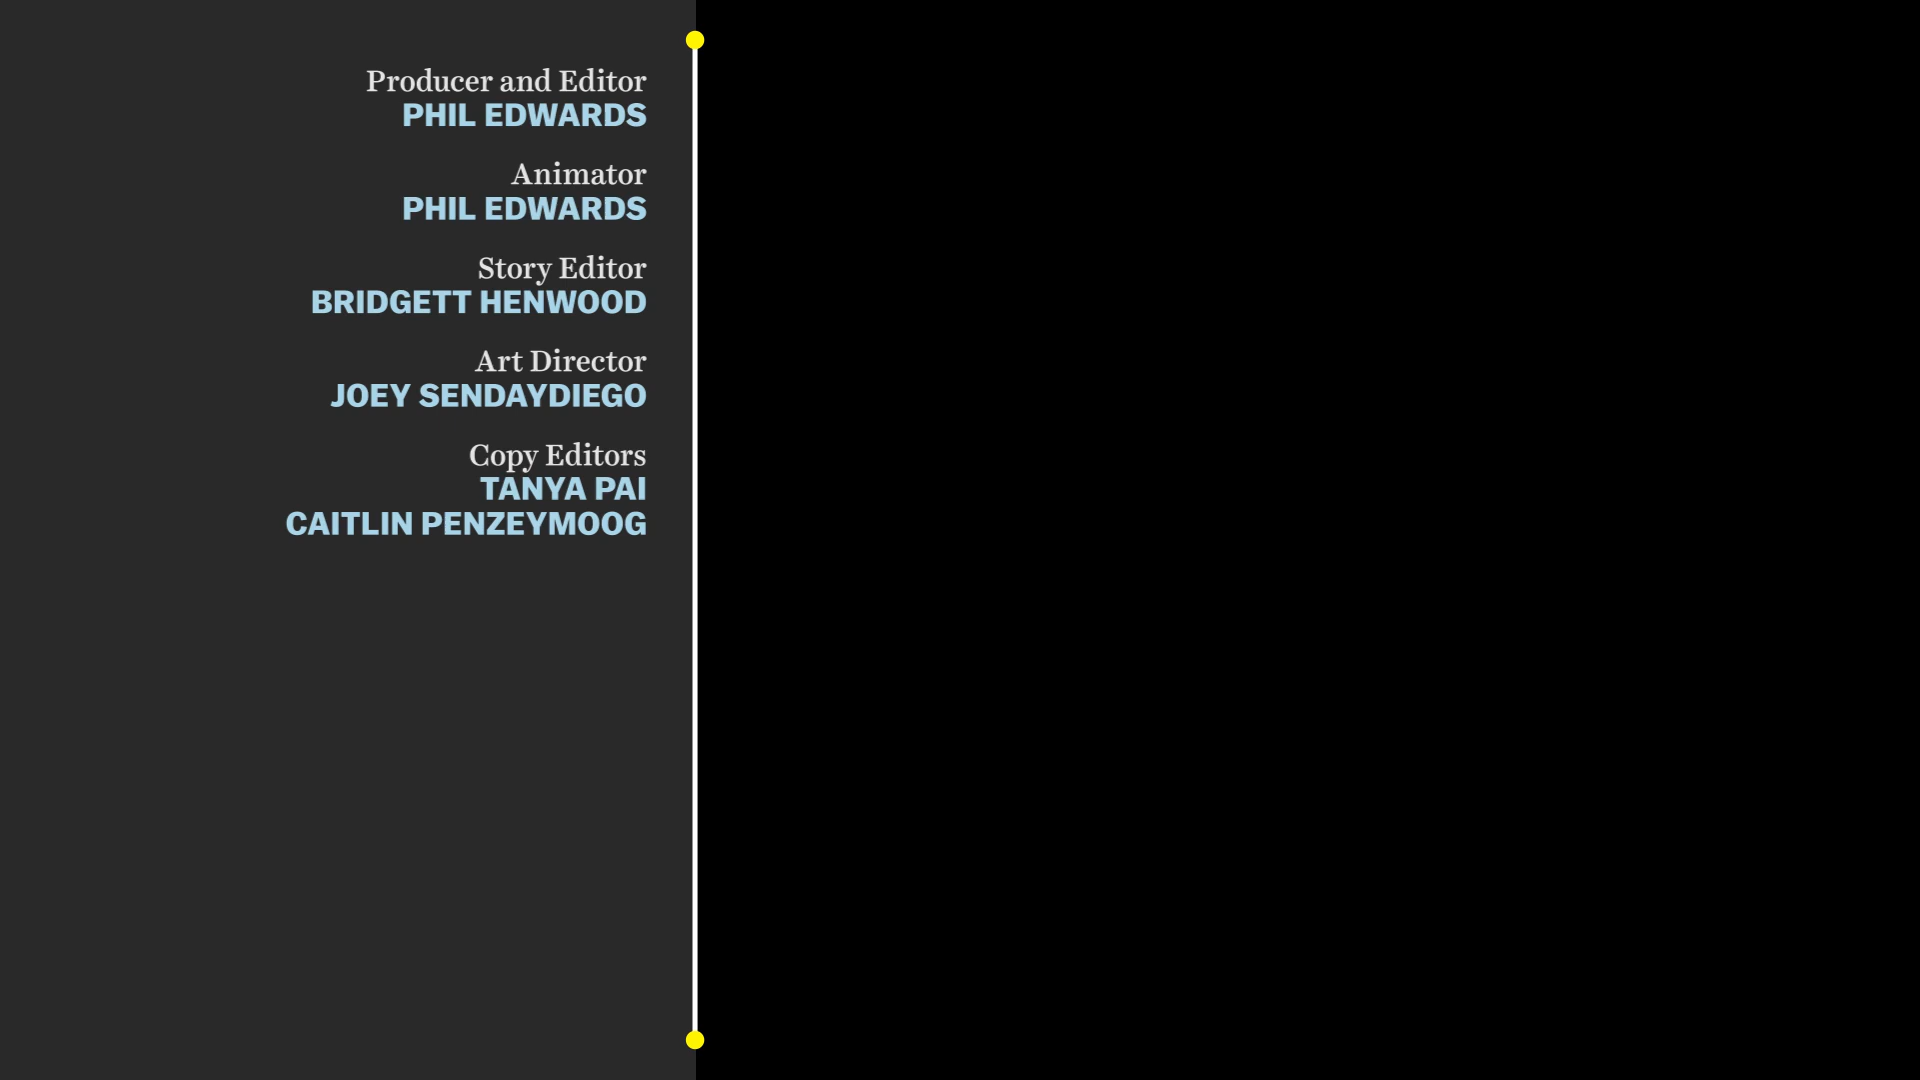 Producer and Editor
PHIL EDWARDS
Animator
PHIL EDWARDS
Story Editor
BRIDGETT HENWOOD
Art Director
JOEY SENDAYDIEGO
Copy Editors
TANYA PAI
CAITLIN PENZEYMOOG